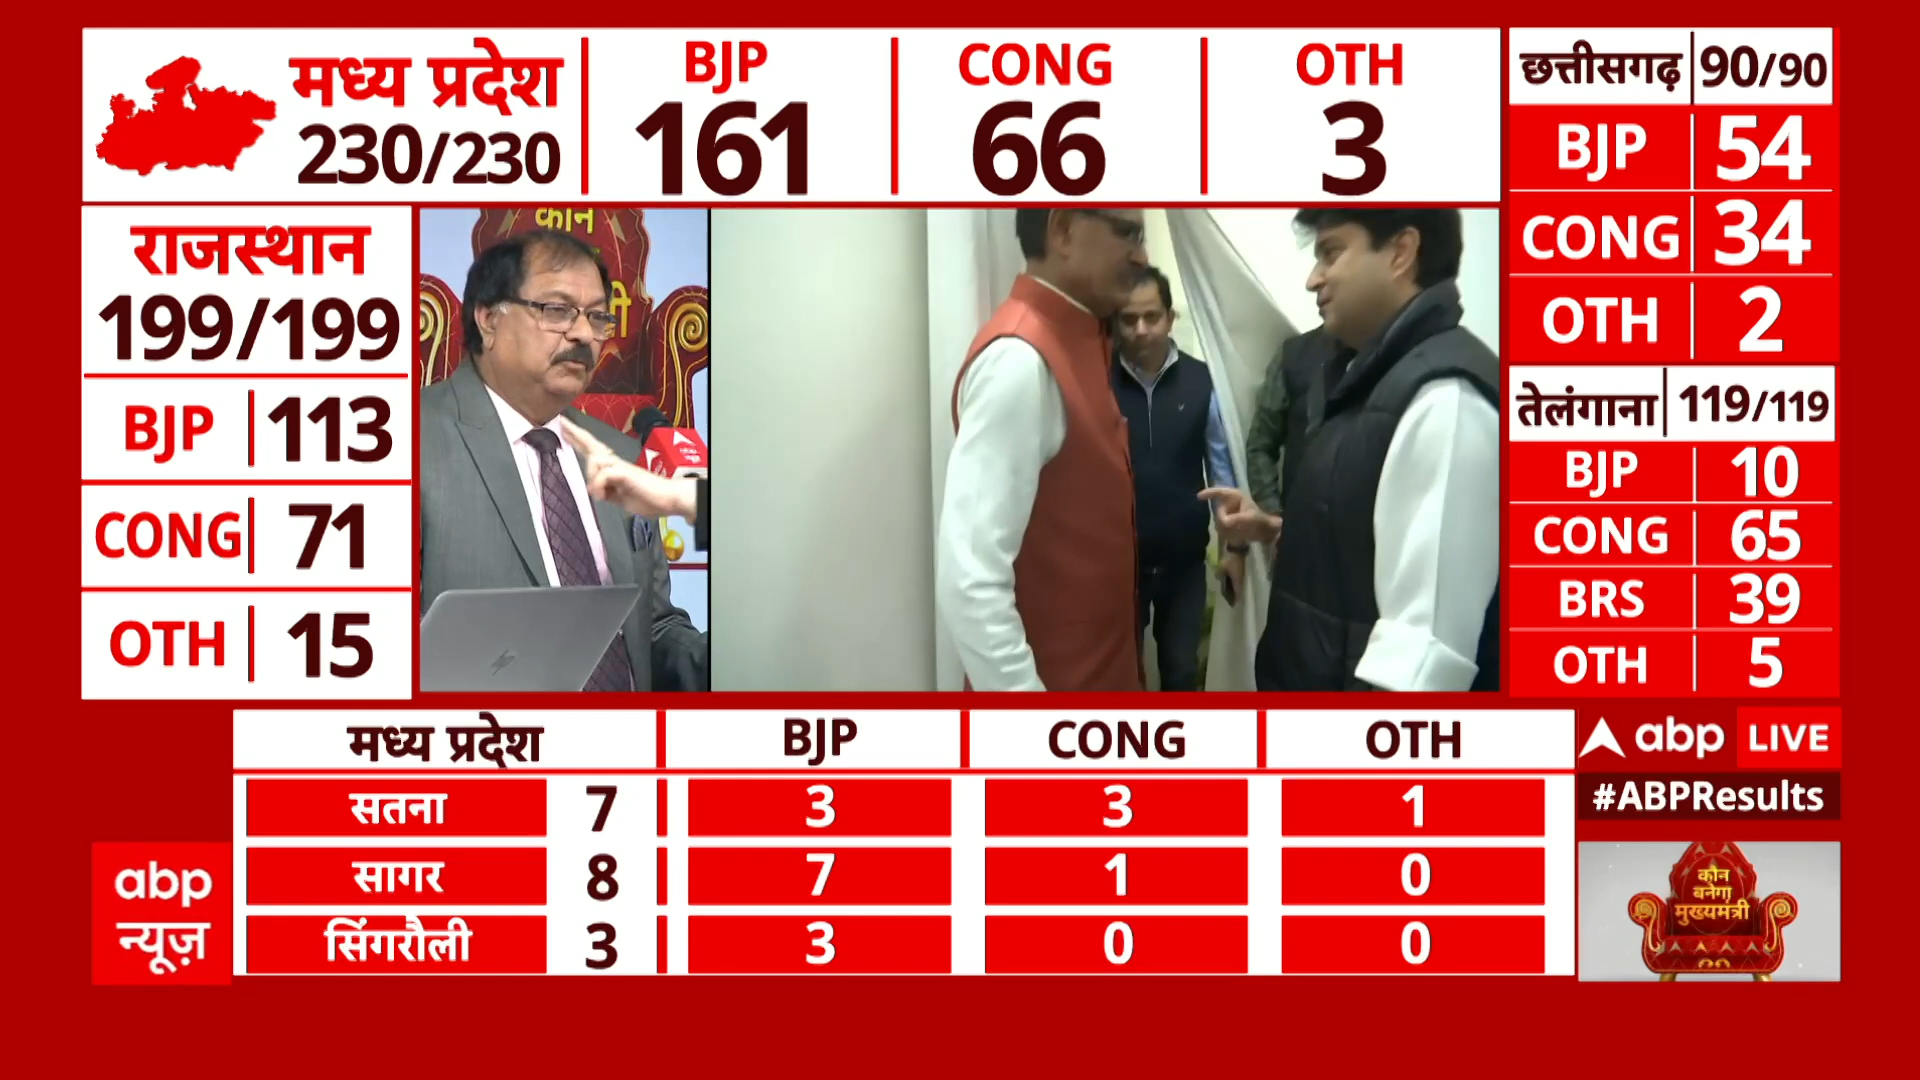 मध्य प्रदेश
230/230
BJP
161
CONG
66
OTH
3
छत्तीसगढ़ 90/90
BJP 54
CONG 34
OTH 2
राजस्थान
199/199
BJP 113
CONG 71
OTH 15
कौन
तेलंगाना 119/119
BJP 10
CONG 65
BRS 39
OTH 5
मध्य प्रदेश BJP CONG OTH
सतना 7 3 3 1
सागर 8 7 1 0
सिंगरौली 3 3 0 0
abp LIVE
#ABPResults
abp
न्यूज़
कौन
बनेगा
मुख्यमंत्री